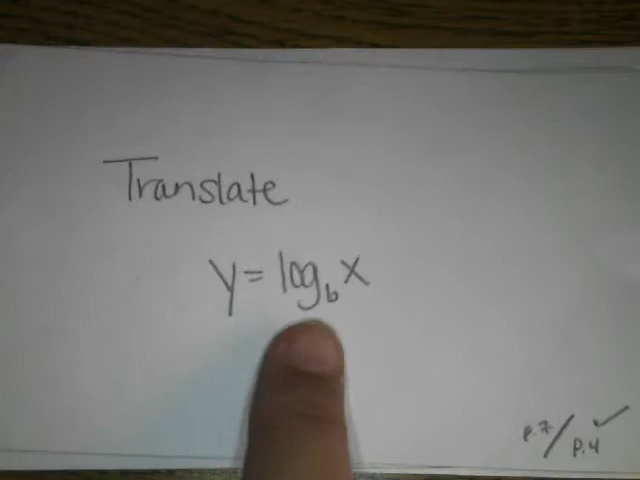 Translate
y = log_b x
p.7 / p.4 ✓